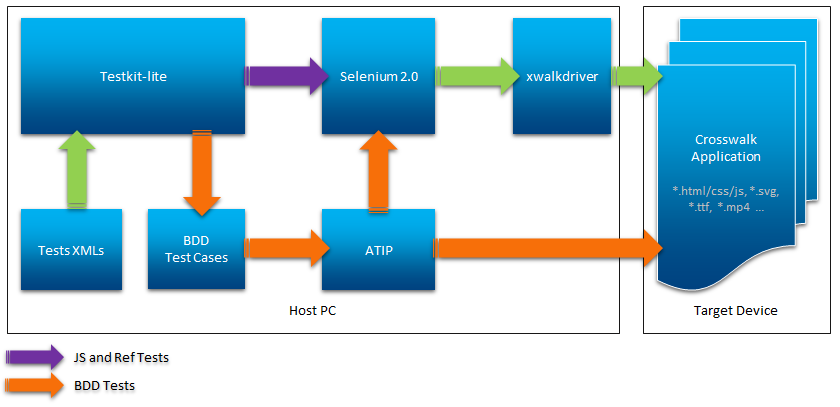 Testkit-lite
Selenium 2.0
xwalkdriver
Crosswalk
Application
*.html/css/js, *.svg,
*.ttf, *.mp4 ...
Tests XMLs
BDD
Test Cases
ATIP
Host PC
Target Device
JS and Ref Tests
BDD Tests